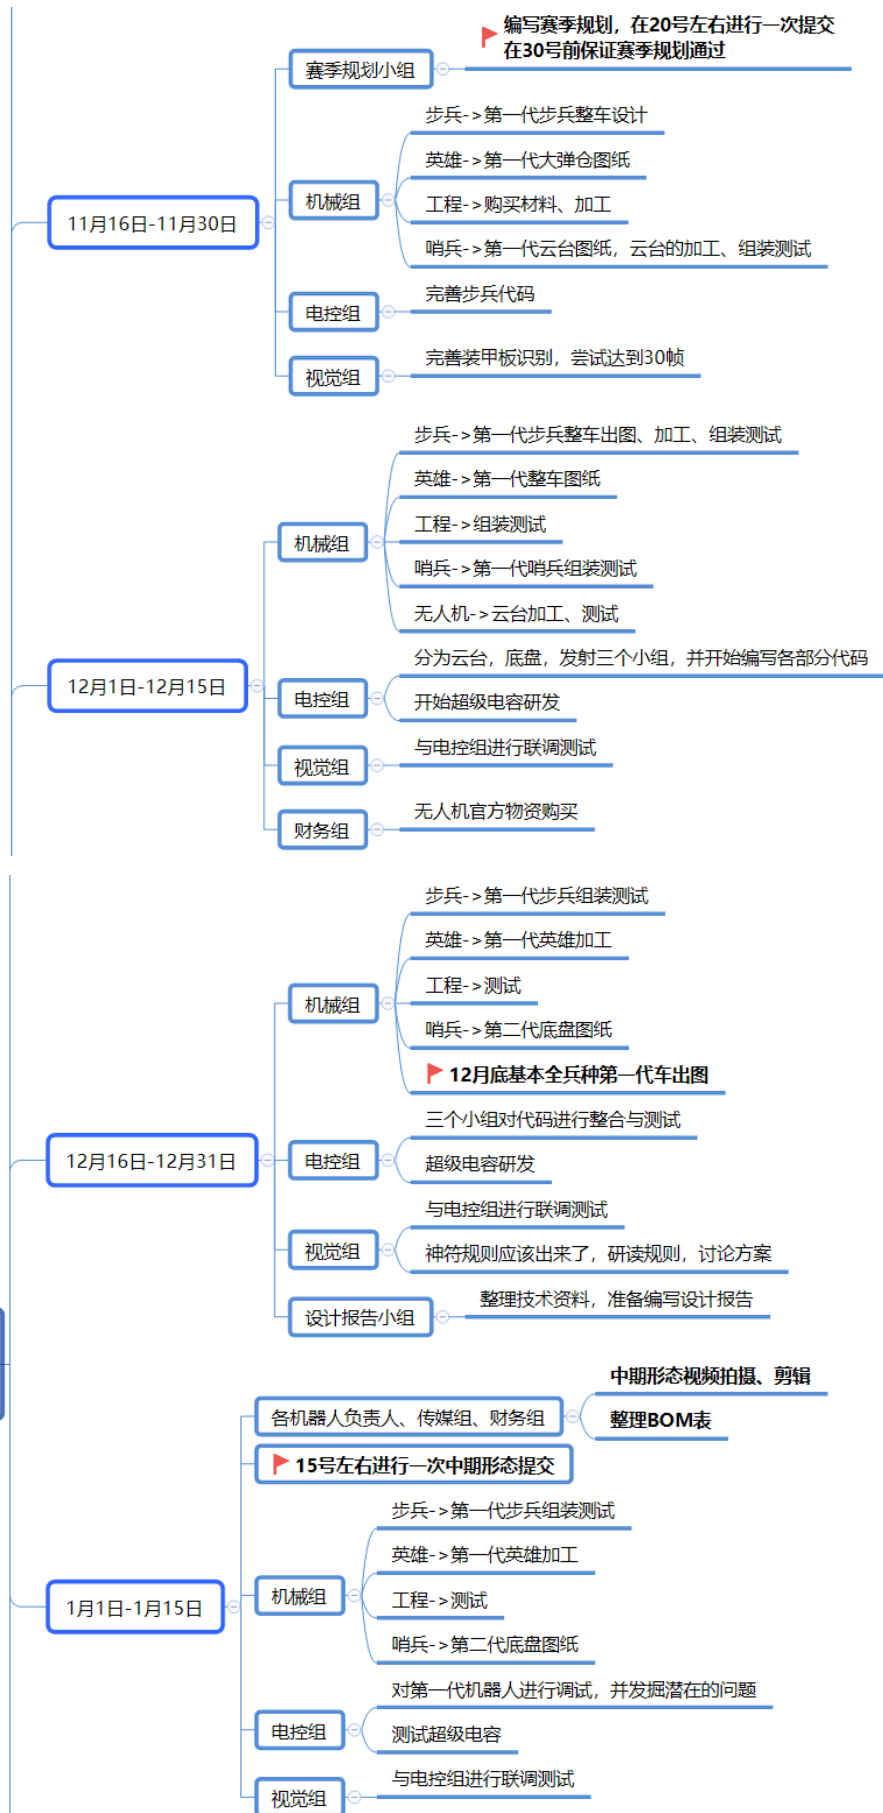 编写赛季规划，在20号左右进行一次提交
在30号前保证赛季规划通过
赛季规划小组
步兵->第一代步兵整车设计
英雄->第一代大弹仓图纸
机械组
工程->购买材料、加工
11月16日-11月30日
哨兵->第一代云台图纸，云台的加工、组装测试
完善步兵代码
电控组
完善装甲板识别，尝试达到30帧
视觉组
步兵->第一代步兵整车出图、加工、组装测试
英雄->第一代整车图纸
工程->组装测试
机械组
哨兵->第一代哨兵组装测试
无人机->云台加工、测试
分为云台，底盘，发射三个小组，并开始编写各部分代码
12月1日-12月15日
电控组
开始超级电容研发
与电控组进行联调测试
视觉组
无人机官方物资购买
财务组
步兵->第一代步兵组装测试
英雄->第一代英雄加工
工程->测试
机械组
哨兵->第二代底盘图纸
12月底基本全兵种第一代车出图
三个小组对代码进行整合与测试
12月16日-12月31日
电控组
超级电容研发
与电控组进行联调测试
视觉组
神符规则应该出来了，研读规则，讨论方案
整理技术资料，准备编写设计报告
设计报告小组
中期形态视频拍摄、剪辑
各机器人负责人、传媒组、财务组
整理BOM表
15号左右进行一次中期形态提交
步兵->第一代步兵组装测试
英雄->第一代英雄加工
机械组
工程->测试
1月1日-1月15日
哨兵->第二代底盘图纸
对第一代机器人进行调试，并发掘潜在的问题
电控组
测试超级电容
与电控组进行联调测试
视觉组